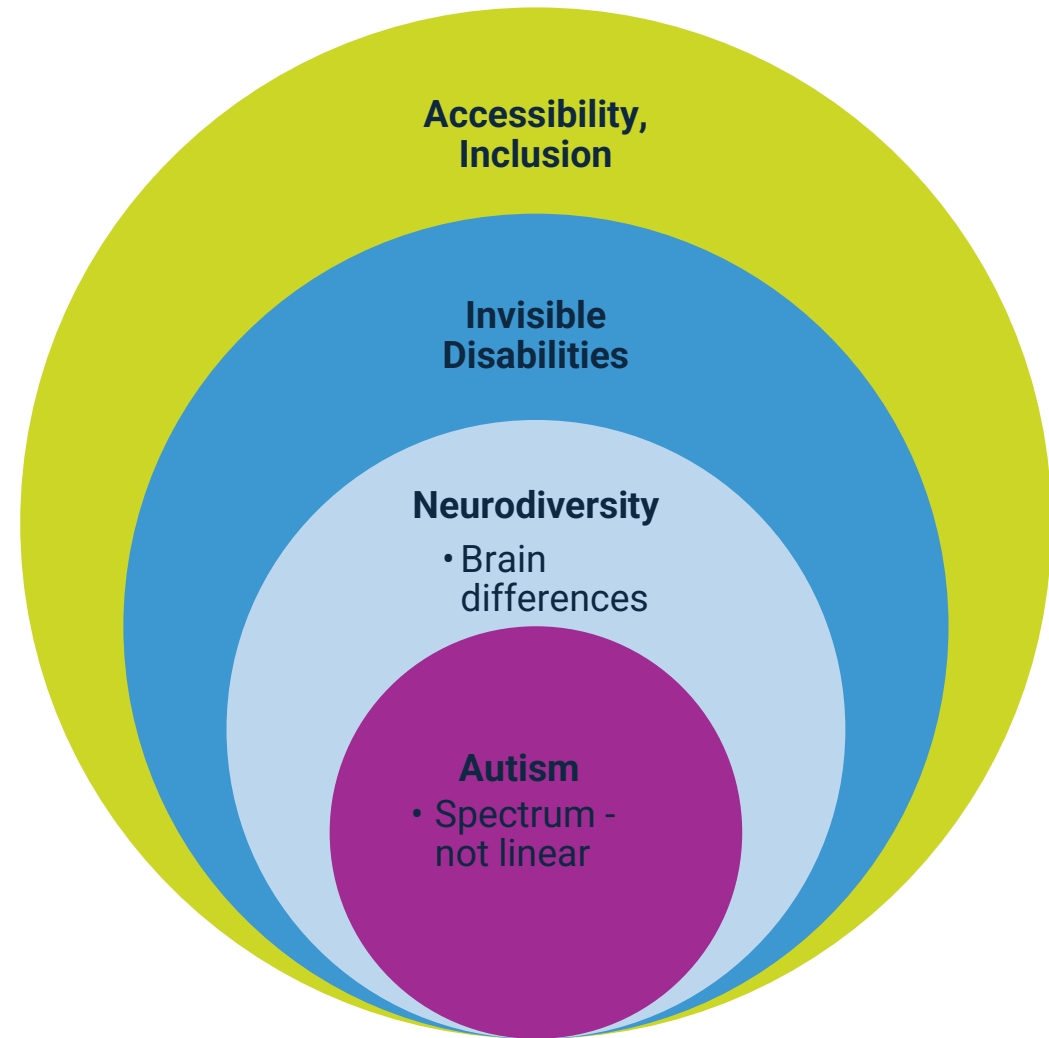 Accessibility,
Inclusion
Invisible
Disabilities
Neurodiversity
• Brain
differences
Autism
• Spectrum -
not linear